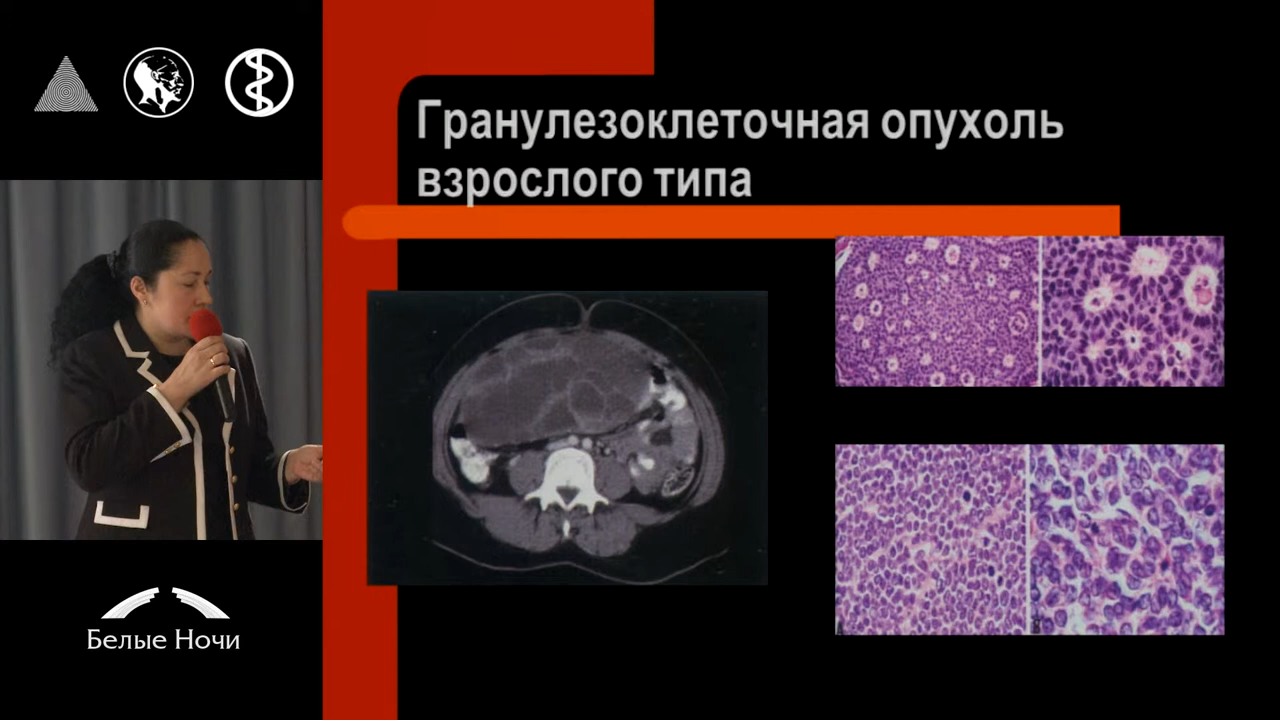 Гранулезоклеточная опухоль
взрослого типа
Белые Ночи